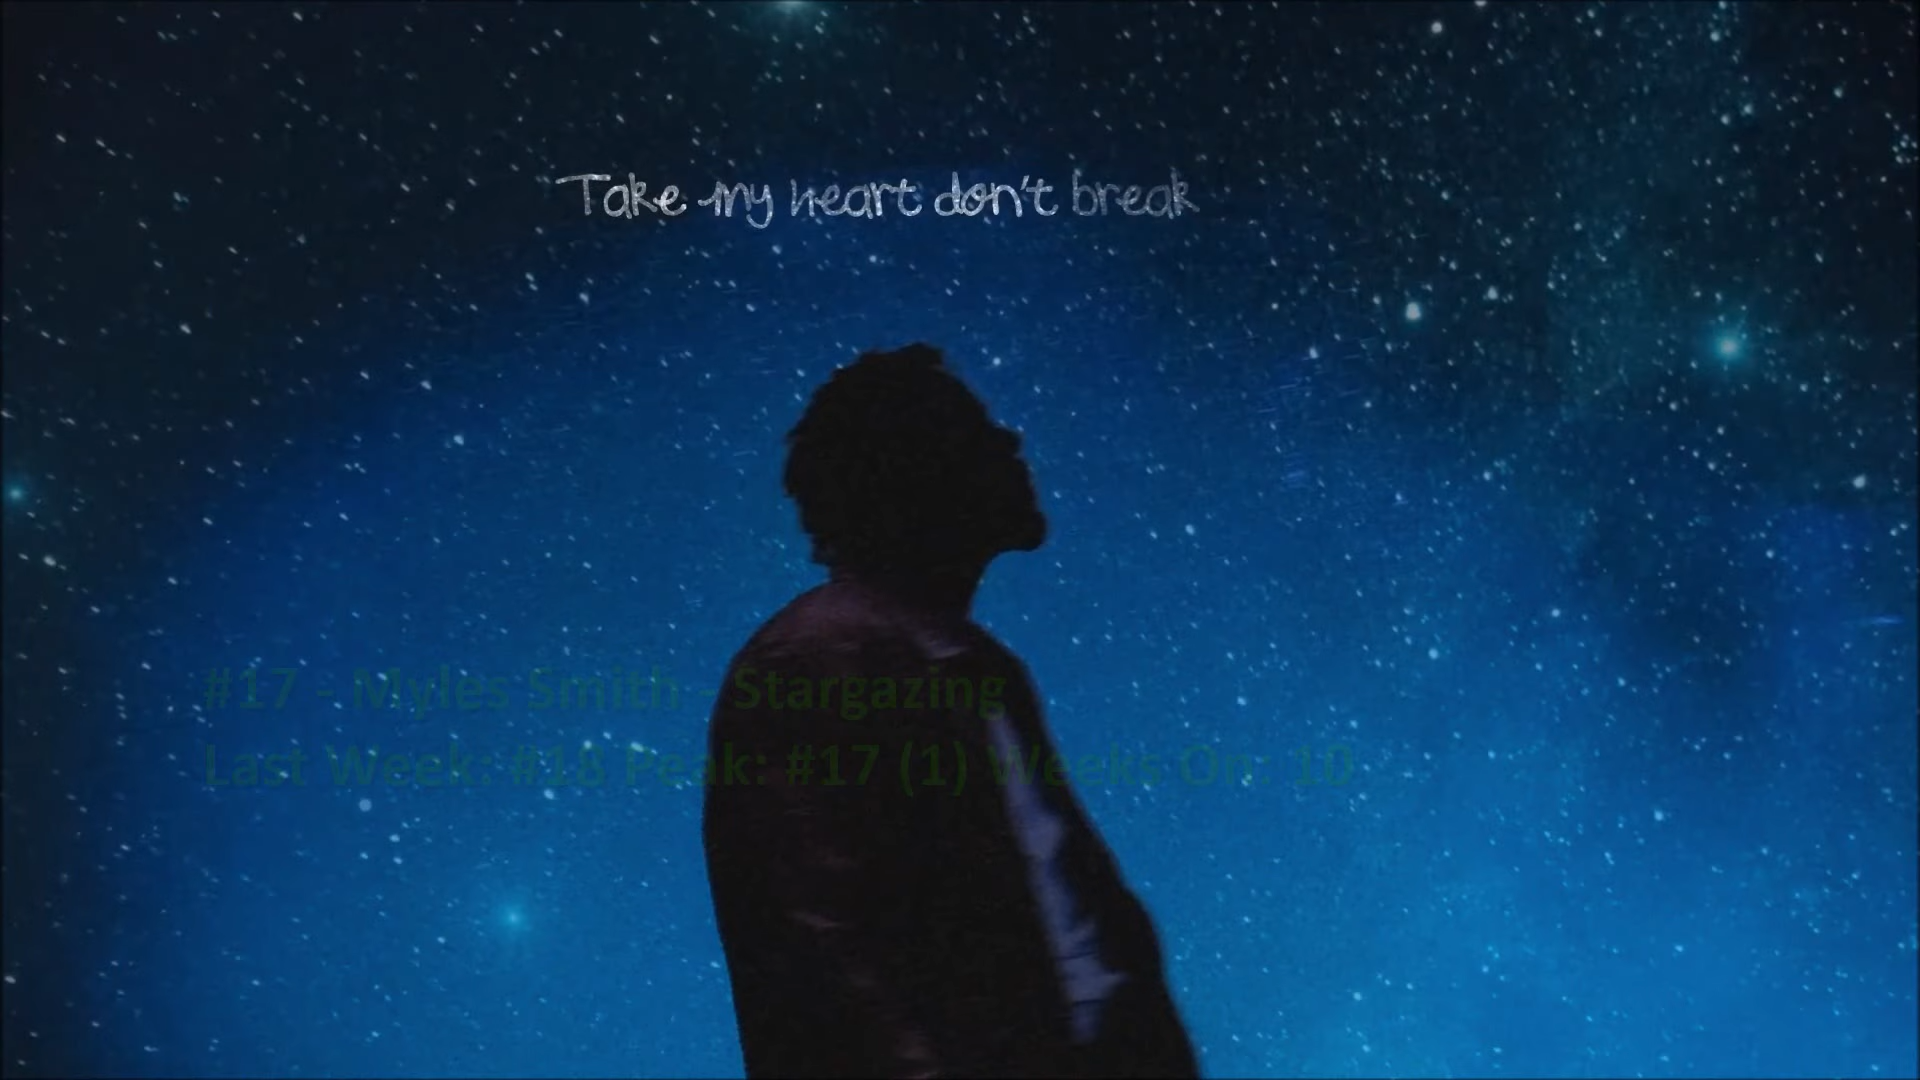 Take my heart don't break
#17 - Myles Smith - Stargazing
Last Week: #18 Peak: #17 (1) Weeks On: 10